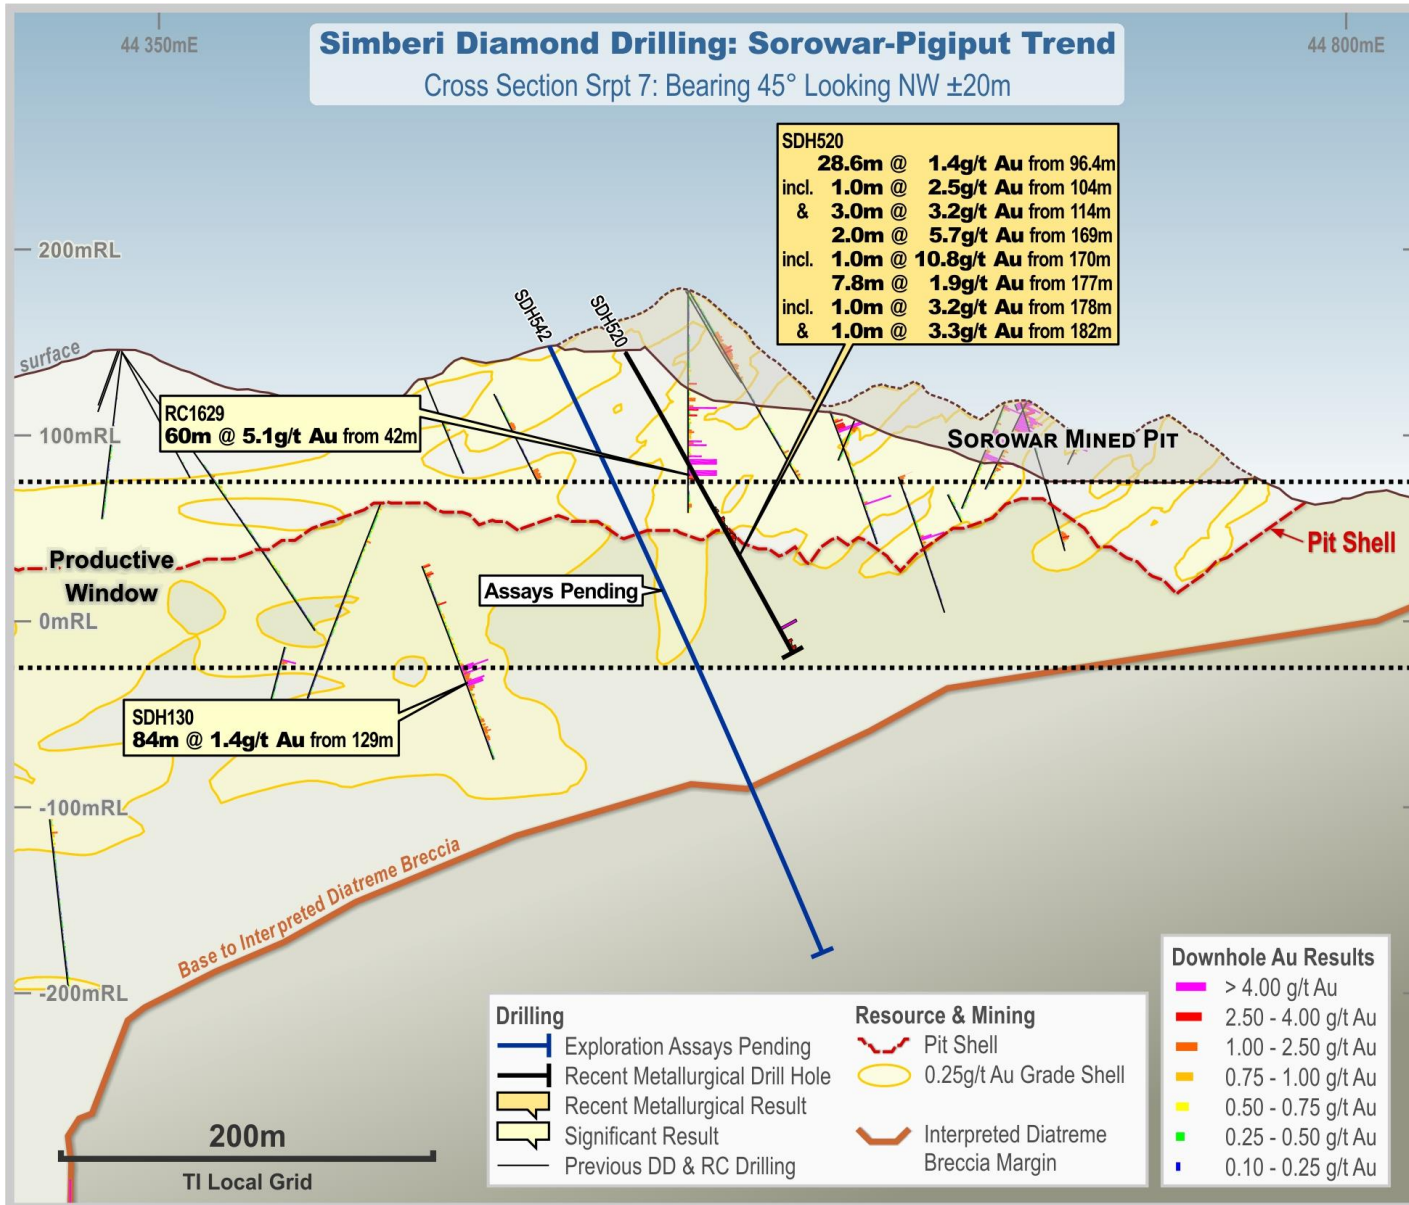 44 350mE
44 800mE
Simberi Diamond Drilling: Sorowar-Pigiput Trend
Cross Section Srpt 7: Bearing 45° Looking NW ±20m
SDH520
28.6m @ 1.4g/t Au from 96.4m
incl. 1.0m @ 2.5g/t Au from 104m
& 3.0m @ 3.2g/t Au from 114m
2.0m @ 5.7g/t Au from 169m
incl. 1.0m @ 10.8g/t Au from 170m
7.8m @ 1.9g/t Au from 177m
incl. 1.0m @ 3.2g/t Au from 178m
& 1.0m @ 3.3g/t Au from 182m
200mRL
SDH542
SDH520
surface
RC1629
60m @ 5.1g/t Au from 42m
100mRL
SOROWAR MINED PIT
Pit Shell
Productive
Window
Assays Pending
0mRL
SDH130
84m @ 1.4g/t Au from 129m
-100mRL
Base to Interpreted Diatreme Breccia
-200mRL
200m
TI Local Grid
Drilling
Exploration Assays Pending
Recent Metallurgical Drill Hole
Recent Metallurgical Result
Significant Result
Previous DD & RC Drilling
Resource & Mining
Pit Shell
0.25g/t Au Grade Shell
Interpreted Diatreme
Breccia Margin
Downhole Au Results
> 4.00 g/t Au
2.50 - 4.00 g/t Au
1.00 - 2.50 g/t Au
0.75 - 1.00 g/t Au
0.50 - 0.75 g/t Au
0.25 - 0.50 g/t Au
0.10 - 0.25 g/t Au